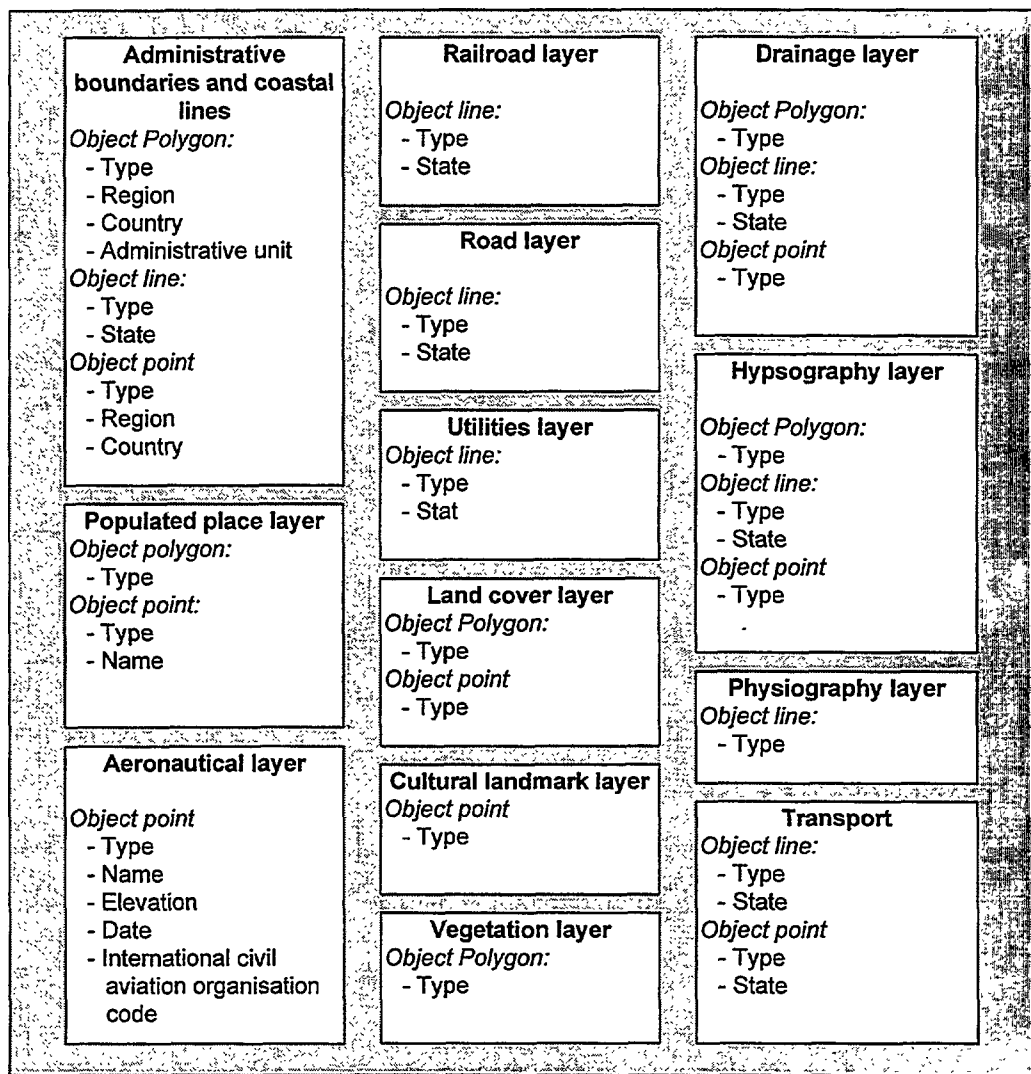 Administrative
boundaries and coastal
lines
Object Polygon:
- Type
- Region
- Country
- Administrative unit
Object line:
- Type
- State
Object point
- Type
- Region
- Country
Populated place layer
Object polygon:
- Type
Object point:
- Type
- Name
Aeronautical layer
Object point
- Type
- Name
- Elevation
- Date
- International civil
aviation organisation
code
Railroad layer
Object line:
- Type
- State
Road layer
Object line:
- Type
- State
Utilities layer
Object line:
- Type
- Stat
Land cover layer
Object Polygon:
- Type
Object point
- Type
Cultural landmark layer
Object point
- Type
Vegetation layer
Object Polygon:
- Type
Drainage layer
Object Polygon:
- Type
Object line:
- Type
- State
Object point
- Type
Hypsography layer
Object Polygon:
- Type
Object line:
- Type
- State
Object point
- Type
Physiography layer
Object line:
- Type
Transport
Object line:
- Type
- State
Object point
- Type
- State